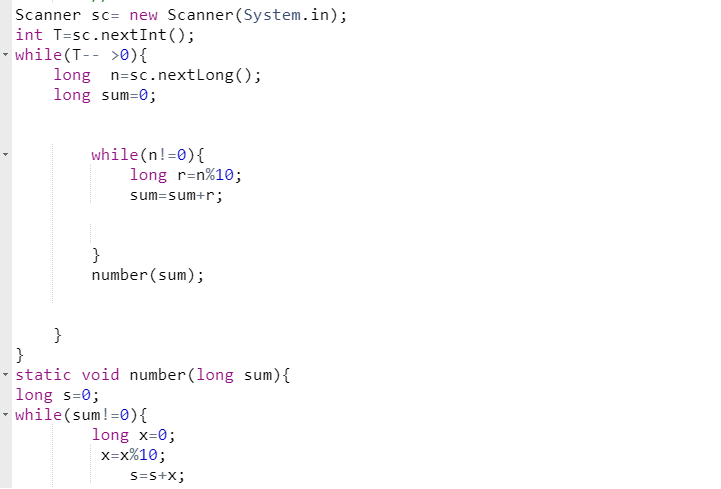 Scanner sc= new Scanner(System.in);
int T=sc.nextInt();
while(T-- >0){
long  n=sc.nextLong();
long sum=0;
while(n!=0){
long r=n%10;
sum=sum+r;
}
number(sum);
}
}
static void number(long sum){
long s=0;
while(sum!=0){
long x=0;
x=x%10;
s=s+x;